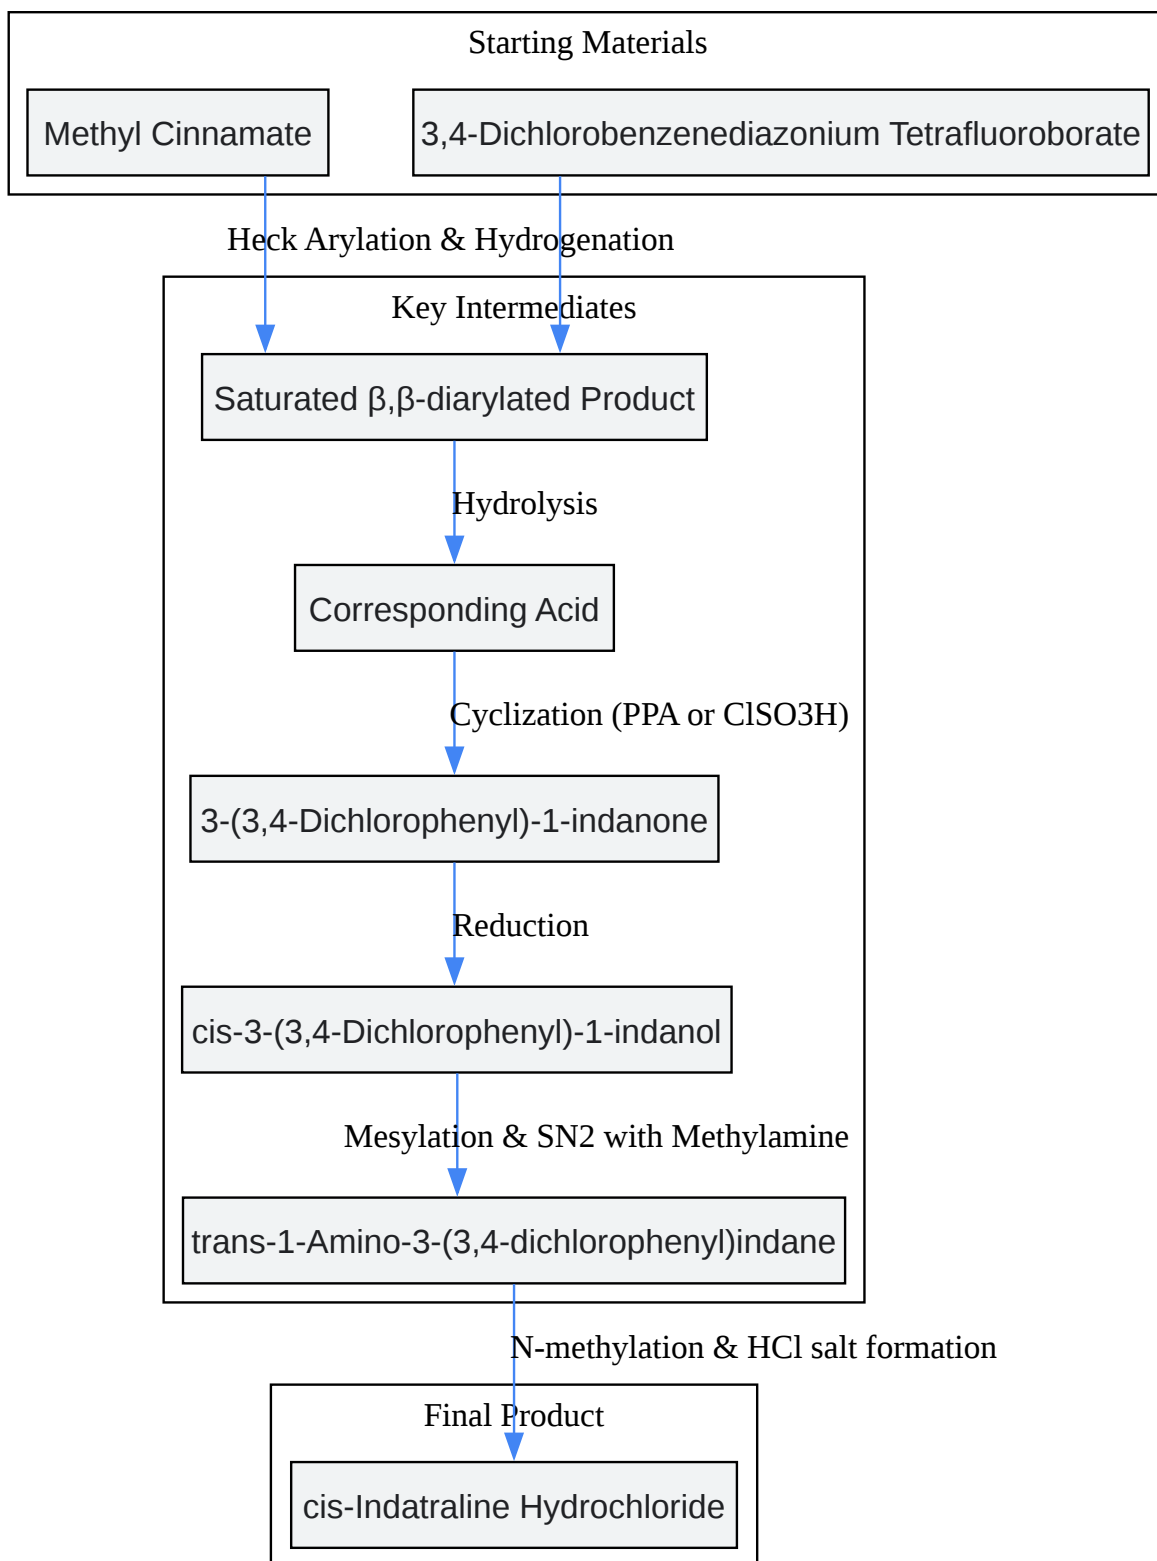 Starting Materials
Methyl Cinnamate
3,4-Dichlorobenzenediazonium Tetrafluoroborate
Heck Arylation & Hydrogenation
Key Intermediates
Saturated β,β-diarylated Product
Hydrolysis
Corresponding Acid
Cyclization (PPA or ClSO3H)
3-(3,4-Dichlorophenyl)-1-indanone
Reduction
cis-3-(3,4-Dichlorophenyl)-1-indanol
Mesylation & SN2 with Methylamine
trans-1-Amino-3-(3,4-dichlorophenyl)indane
N-methylation & HCl salt formation
Final Product
cis-Indatraline Hydrochloride